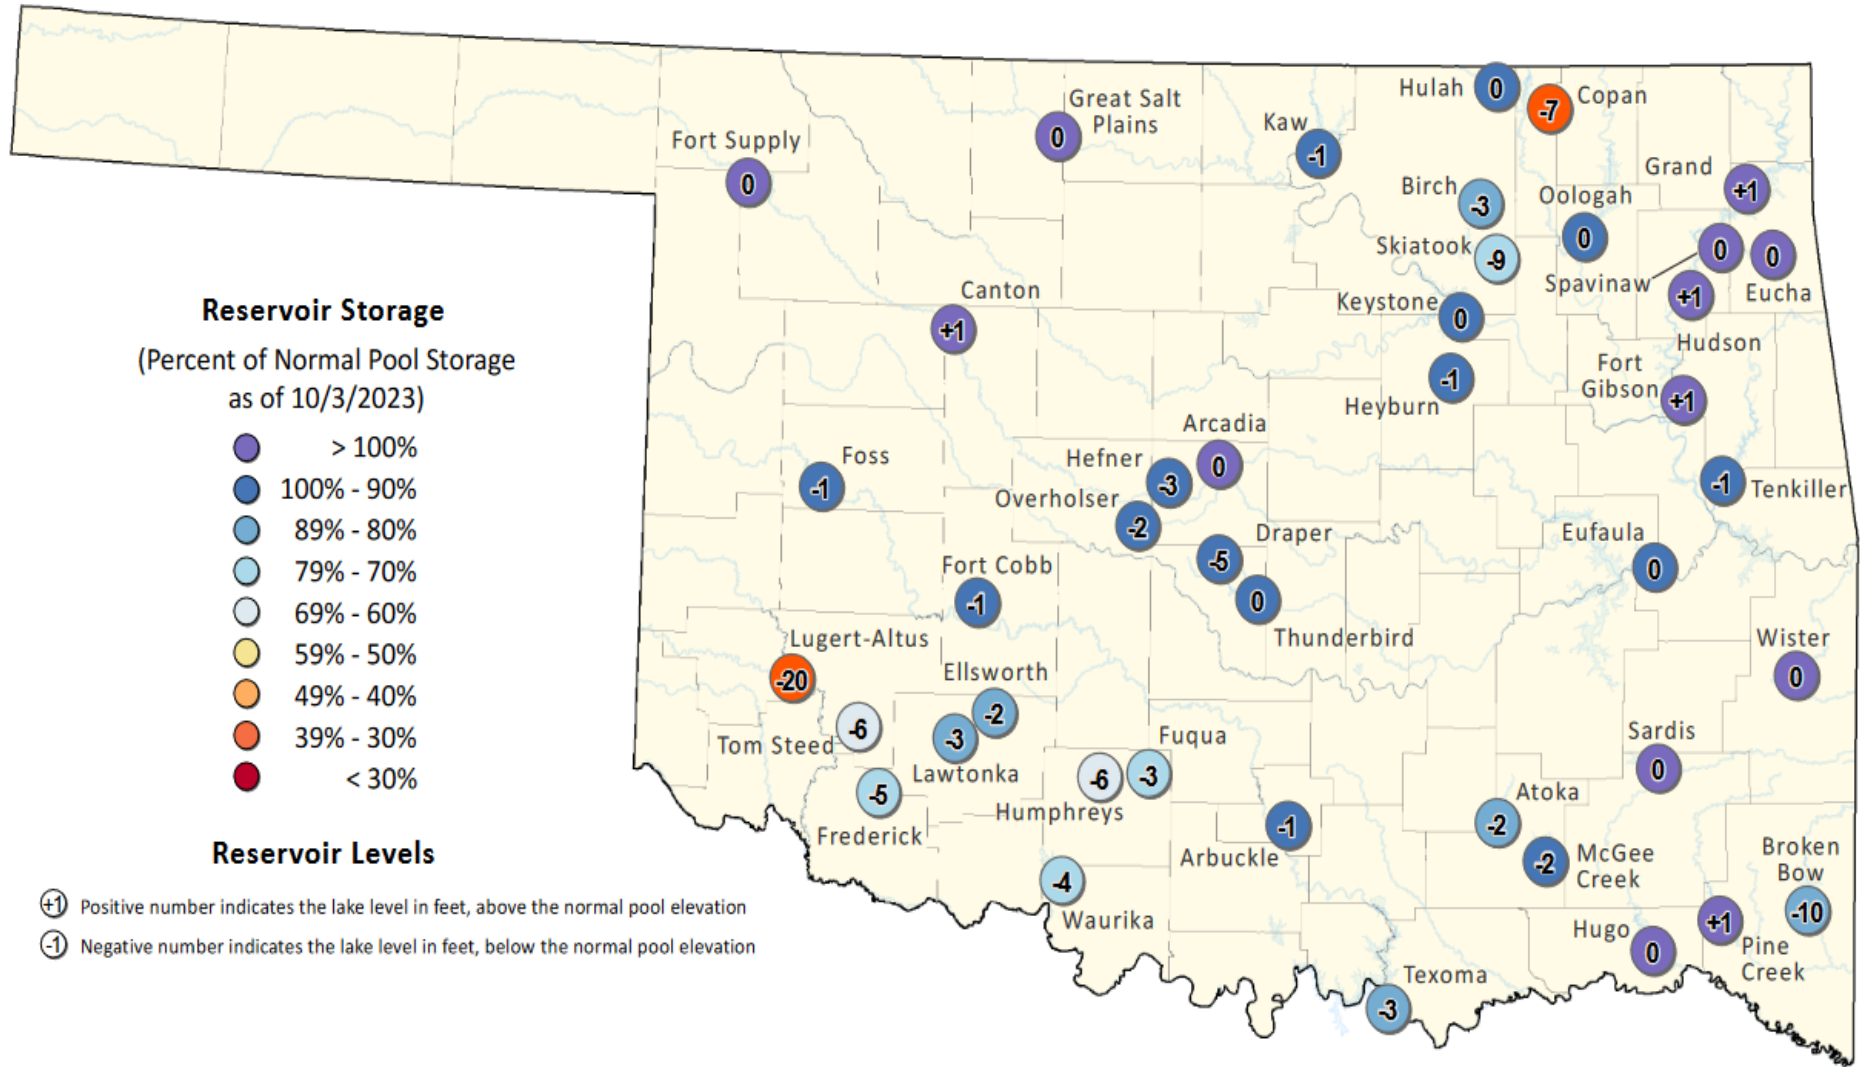 Hulah
0
-7
Copan
Great Salt
Plains
0
Kaw
-1
Fort Supply
0
Grand
+1
Birch
-3
Oologah
0
Skiatook
-9
Spavinaw
0
0
Eucha
+1
Hudson
Reservoir Storage
(Percent of Normal Pool Storage
as of 10/3/2023)
> 100%
100% - 90%
89% - 80%
79% - 70%
69% - 60%
59% - 50%
49% - 40%
39% - 30%
< 30%
Canton
+1
Keystone
0
-1
Heyburn
Fort
Gibson
+1
Arcadia
0
Hefner
-3
Overholser
-2
Foss
-1
-1
Tenkiller
Draper
-5
0
Thunderbird
Eufaula
0
Fort Cobb
-1
Lugert-Altus
-20
Ellsworth
-2
-3
Lawtonka
-6
Tom Steed
-5
Frederick
Wister
0
Sardis
0
Fuqua
-6
-3
Humphreys
Atoka
-2
-1
Arbuckle
-2
McGee
Creek
Broken
Bow
-10
-4
Waurika
Hugo
0
+1
Pine
Creek
Texoma
-3
Reservoir Levels
+1 Positive number indicates the lake level in feet, above the normal pool elevation
-1 Negative number indicates the lake level in feet, below the normal pool elevation